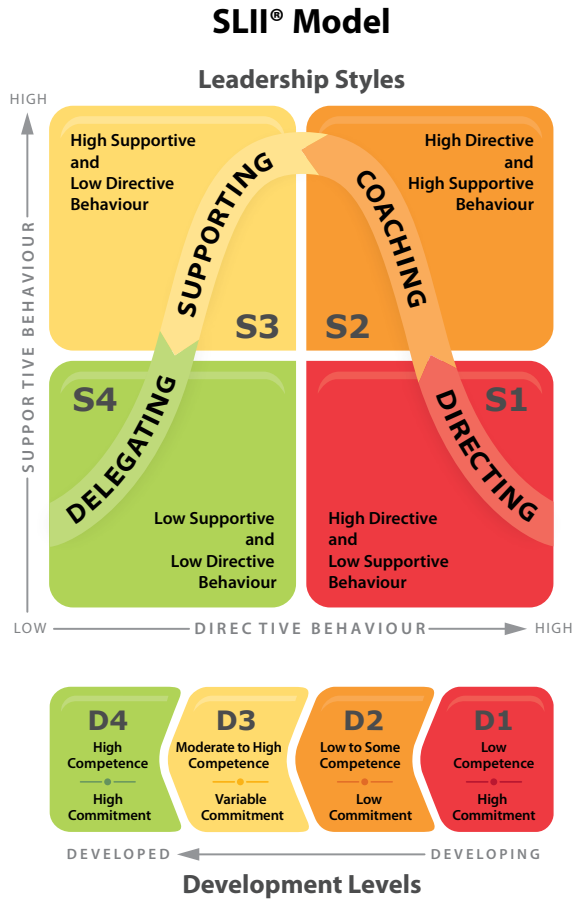 SLII® Model
Leadership Styles
HIGH
SUPPORTIVE BEHAVIOUR
High Supportive
and
Low Directive
Behaviour
SUPPORTING
S3
High Directive
and
High Supportive
Behaviour
COACHING
S2
S4
DELEGATING
Low Supportive
and
Low Directive
Behaviour
S1
DIRECTING
High Directive
and
Low Supportive
Behaviour
LOW
DIRECTIVE BEHAVIOUR
HIGH
D4
High
Competence
High
Commitment
D3
Moderate to High
Competence
Variable
Commitment
D2
Low to Some
Competence
Low
Commitment
D1
Low
Competence
High
Commitment
DEVELOPED
DEVELOPING
Development Levels